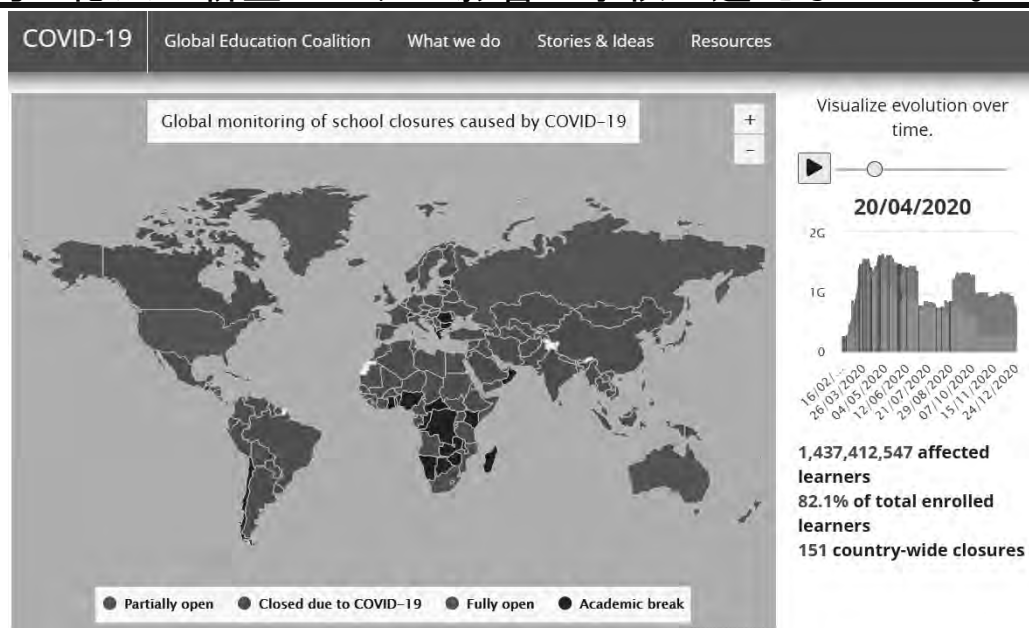 COVID-19 Global Education Coalition What we do Stories & Ideas Resources
Global monitoring of school closures caused by COVID-19
+
-
Visualize evolution over
time.
20/04/2020
2G
1G
0
16/02/...
26/03/2020
04/05/2020
12/06/2020
21/07/2020
29/08/2020
07/10/2020
15/11/2020
24/12/2020
1,437,412,547 affected
learners
82.1% of total enrolled
learners
151 country-wide closures
Partially open Closed due to COVID-19 Fully open Academic break